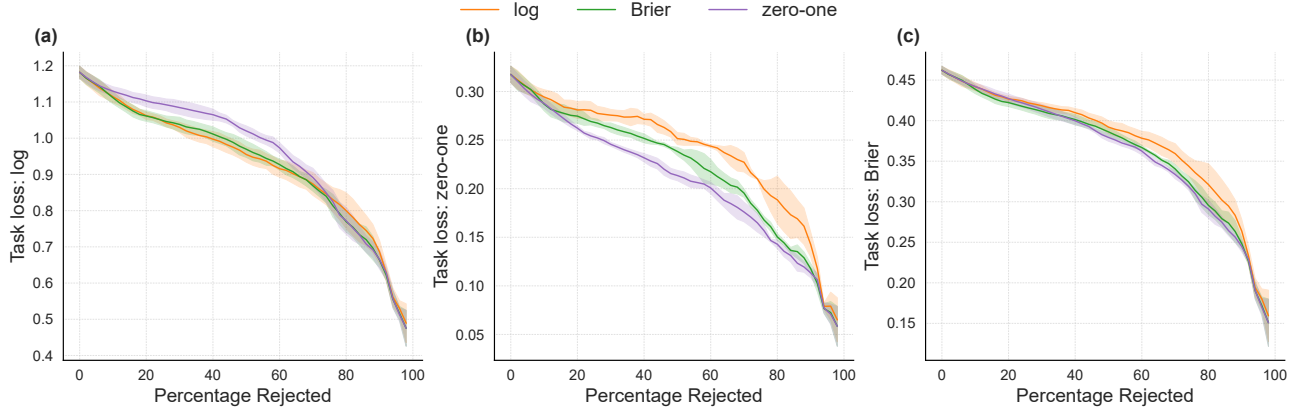 log Brier zero-one
(a)
Task loss: log
1.2
1.1
1.0
0.9
0.8
0.7
0.6
0.5
0.4
0 20 40 60 80 100
Percentage Rejected
(b)
Task loss: zero-one
0.30
0.25
0.20
0.15
0.10
0.05
0 20 40 60 80 100
Percentage Rejected
(c)
Task loss: Brier
0.45
0.40
0.35
0.30
0.25
0.20
0.15
0 20 40 60 80 100
Percentage Rejected